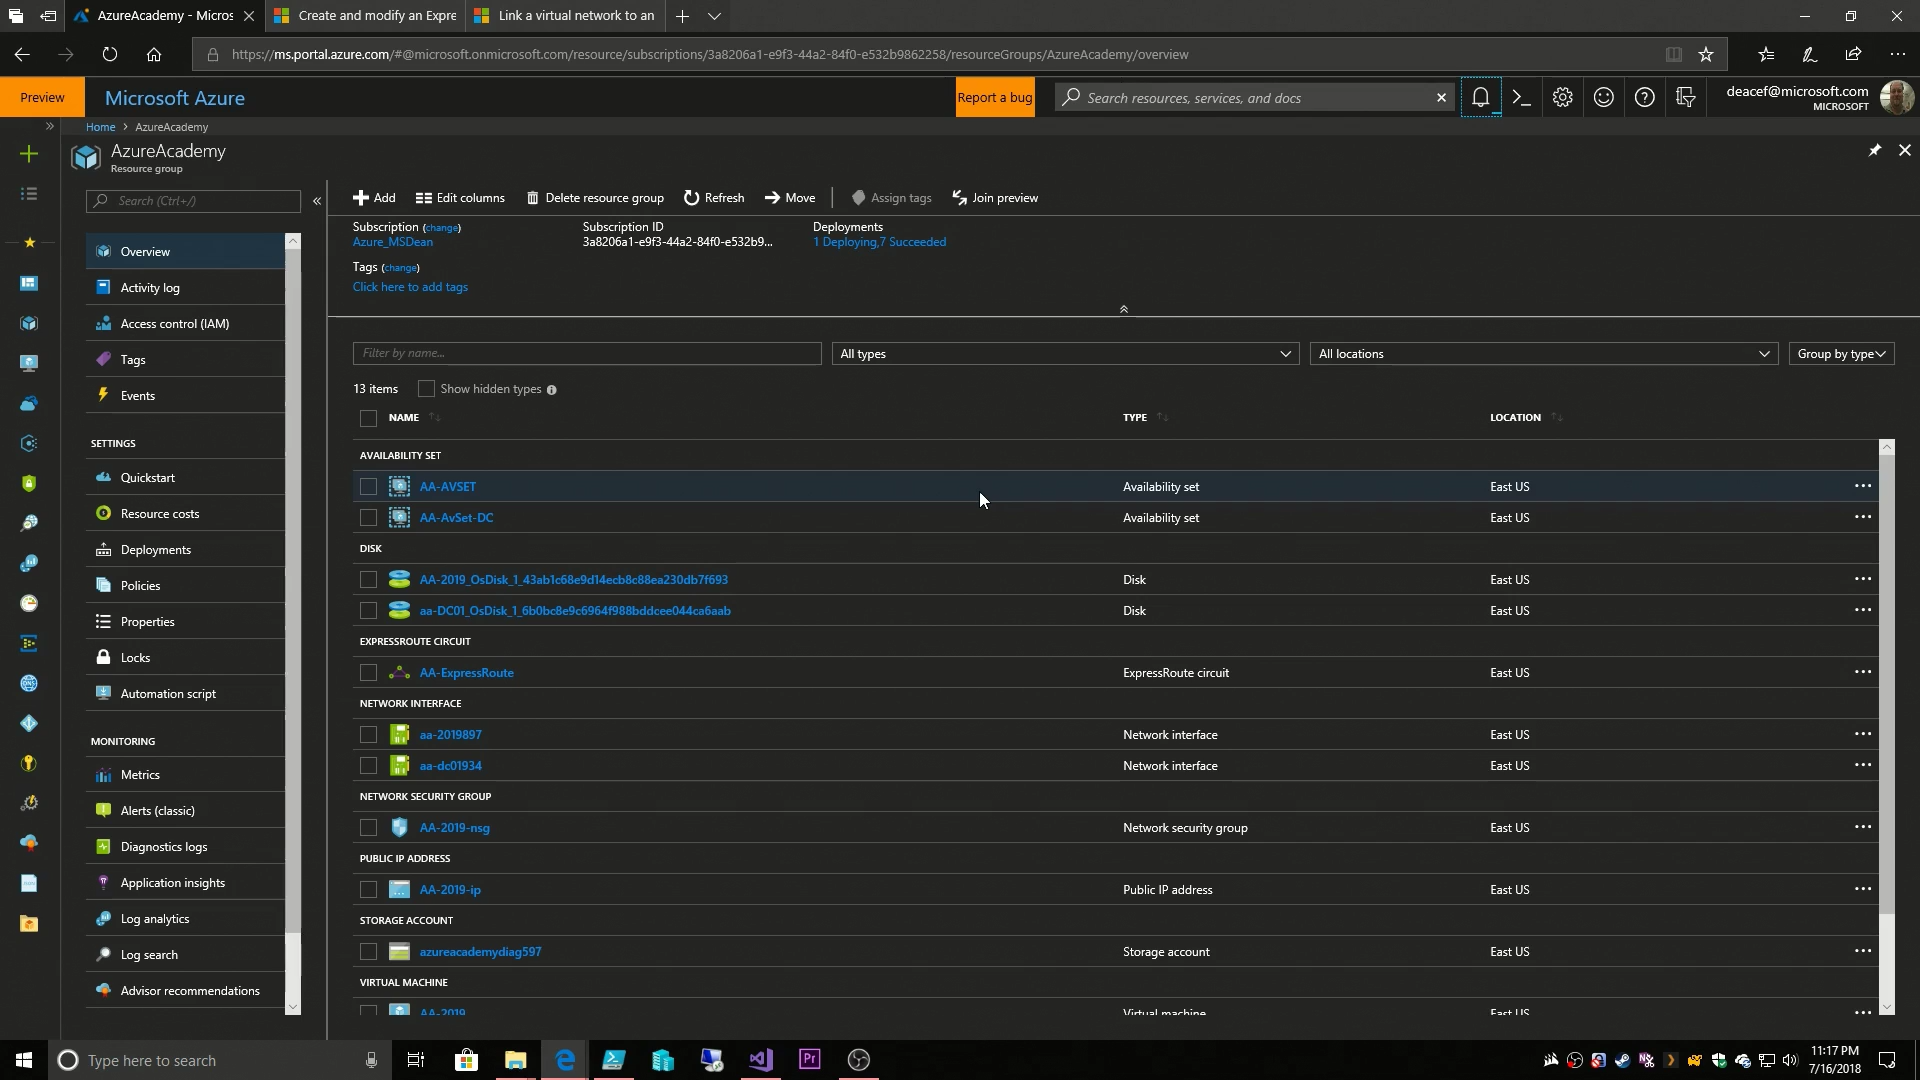 AzureAcademy - Micros
Create and modify an Expre
Link a virtual network to an
https://ms.portal.azure.com/#@microsoft.onmicrosoft.com/resource/subscriptions/3a8206a1-e9f3-44a2-84f0-e532b9862258/resourceGroups/AzureAcademy/overview
Preview
Microsoft Azure
Report a bug
Search resources, services, and docs
deacef@microsoft.com
MICROSOFT
Home > AzureAcademy
AzureAcademy
Resource group
Search (Ctrl+/)
Overview
Activity log
Access control (IAM)
Tags
Events
SETTINGS
Quickstart
Resource costs
Deployments
Policies
Properties
Locks
Automation script
MONITORING
Metrics
Alerts (classic)
Diagnostics logs
Application insights
Log analytics
Log search
Advisor recommendations
Add
Edit columns
Delete resource group
Refresh
Move
Assign tags
Join preview
Subscription (change)
Azure_MSDean
Subscription ID
3a8206a1-e9f3-44a2-84f0-e532b9...
Deployments
1 Deploying,7 Succeeded
Tags (change)
Click here to add tags
Filter by name...
All types
All locations
Group by type
13 items
Show hidden types
NAME TYPE LOCATION
AVAILABILITY SET
AA-AVSET Availability set East US
AA-AvSet-DC Availability set East US
DISK
AA-2019_OsDisk_1_43ab1c68e9d14ecb8c88ea230db7f693 Disk East US
aa-DC01_OsDisk_1_6b0bc8e9c6964f988bddcee044ca6aab Disk East US
EXPRESSROUTE CIRCUIT
AA-ExpressRoute ExpressRoute circuit East US
NETWORK INTERFACE
aa-2019897 Network interface East US
aa-dc01934 Network interface East US
NETWORK SECURITY GROUP
AA-2019-nsg Network security group East US
PUBLIC IP ADDRESS
AA-2019-ip Public IP address East US
STORAGE ACCOUNT
azureacademydiag597 Storage account East US
VIRTUAL MACHINE
AA-2019 Virtual machine East US
Type here to search
Pr
11:17 PM
7/16/2018